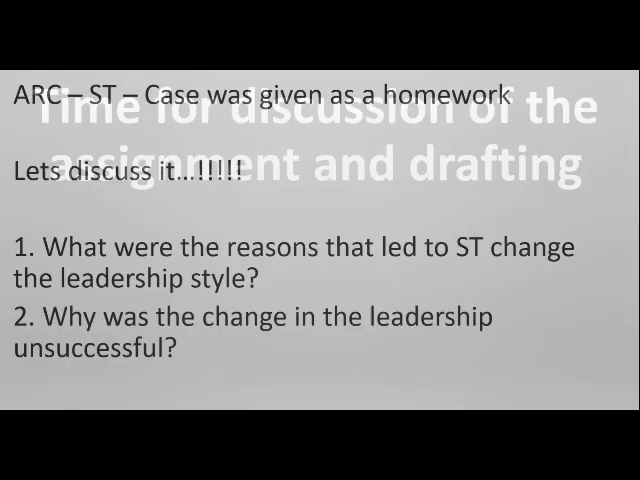 ARC – ST – Case was given as a homework
Time for discussion of the
assignment and drafting
Lets discuss it...!!!!!
1. What were the reasons that led to ST change
the leadership style?
2. Why was the change in the leadership
unsuccessful?